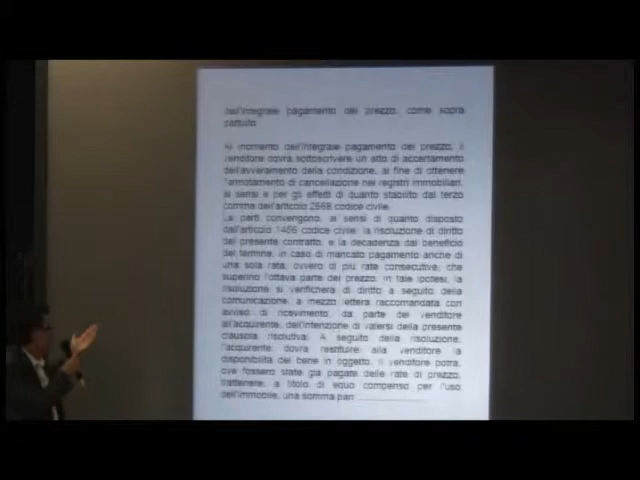 dell'integrale pagamento del prezzo, come sopra
pattuito.
Al momento dell'integrale pagamento del prezzo, il
venditore dovrà sottoscrivere un atto di accertamento
dell'avveramento della condizione, al fine di ottenere
l'annotamento di cancellazione nei registri immobiliari,
ai sensi e per gli effetti di quanto stabilito dal terzo
comma dell'articolo 2668 codice civile.
Le parti convengono, ai sensi di quanto disposto
dall'articolo 1456 codice civile, la risoluzione di diritto
del presente contratto, e la decadenza dal beneficio
del termine, in caso di mancato pagamento anche di
una sola rata, ovvero di più rate consecutive, che
superino l'ottava parte del prezzo. In tale ipotesi, la
risoluzione si verificherà di diritto a seguito della
comunicazione, a mezzo lettera raccomandata con
avviso di ricevimento, da parte del venditore
all'acquirente, dell'intenzione di valersi della presente
clausola risolutiva. A seguito della risoluzione,
l'acquirente dovrà restituire alla venditore la
disponibilità del bene in oggetto. Il venditore potrà,
ove fossero state già pagate delle rate di prezzo,
trattenere, a titolo di equo compenso per l'uso
dell'immobile, una somma pari ____________